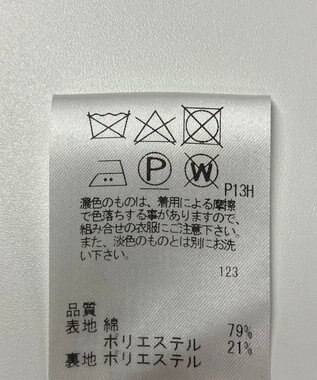 P
W
P13H
濃色のものは、着用による摩擦
で色落ちする事がありますので、
組み合せの衣服にご注意下さい。
また、淡色のものとは別にお洗
い下さい。
123
品質
表地 綿 79%
ポリエステル 21%
裏地 ポリエステル